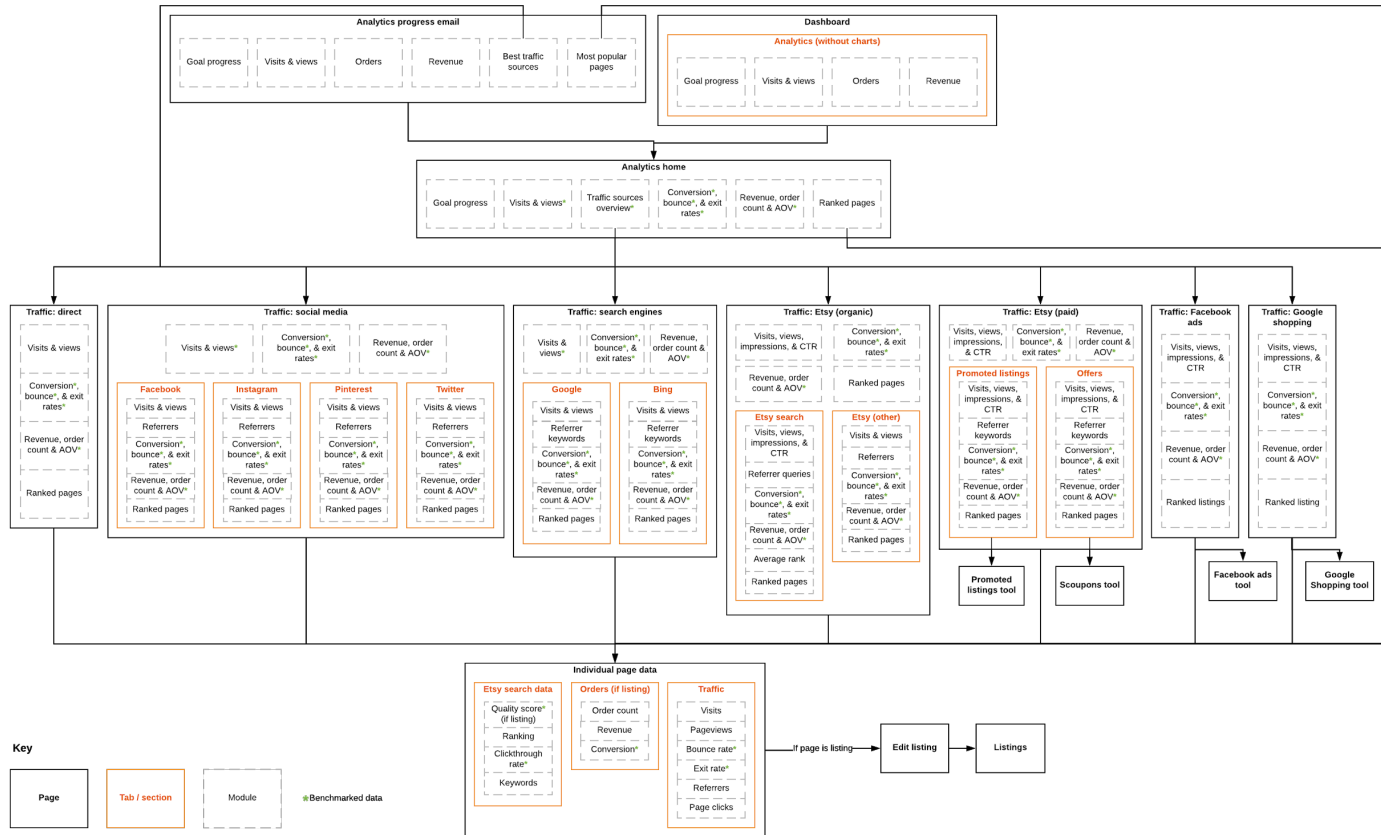 Analytics progress email
Goal progress
Visits & views
Orders
Revenue
Best traffic
sources
Most popular
pages
Dashboard
Analytics (without charts)
Goal progress
Visits & views
Orders
Revenue
Analytics home
Goal progress
Visits & views*
Traffic sources
overview*
Conversion*,
bounce*, & exit
rates*
Revenue, order
count & AOV*
Ranked pages
Traffic: direct
Visits & views
Conversion*,
bounce*, & exit
rates*
Revenue, order
count & AOV*
Ranked pages
Traffic: social media
Visits & views*
Conversion*,
bounce*, & exit
rates*
Revenue, order
count & AOV*
Facebook
Visits & views
Referrers
Conversion*,
bounce*, & exit
rates*
Revenue, order
count & AOV*
Ranked pages
Instagram
Visits & views
Referrers
Conversion*,
bounce*, & exit
rates*
Revenue, order
count & AOV*
Ranked pages
Pinterest
Visits & views
Referrers
Conversion*,
bounce*, & exit
rates*
Revenue, order
count & AOV*
Ranked pages
Twitter
Visits & views
Referrers
Conversion*,
bounce*, & exit
rates*
Revenue, order
count & AOV*
Ranked pages
Traffic: search engines
Visits &
views*
Conversion*,
bounce*, & exit
rates*
Revenue,
order count &
AOV*
Google
Visits & views
Referrer
keywords
Conversion*,
bounce*, & exit
rates*
Revenue, order
count & AOV*
Ranked pages
Bing
Visits & views
Referrer
keywords
Conversion*,
bounce*, & exit
rates*
Revenue, order
count & AOV*
Ranked pages
Traffic: Etsy (organic)
Visits, views,
impressions, & CTR
Conversion*,
bounce*, & exit
rates*
Revenue, order
count & AOV*
Ranked pages
Etsy search
Visits, views,
impressions, &
CTR
Referrer queries
Conversion*,
bounce*, & exit
rates*
Revenue, order
count & AOV*
Average rank
Ranked pages
Etsy (other)
Visits & views
Referrers
Conversion*,
bounce*, & exit
rates*
Revenue, order
count & AOV*
Ranked pages
Traffic: Etsy (paid)
Visits, views,
impressions,
& CTR
Conversion*,
bounce*, & exit
rates*
Revenue, order
count &
AOV*
Promoted listings
Visits, views,
impressions, &
CTR
Referrer
keywords
Conversion*,
bounce*, & exit
rates*
Revenue, order
count & AOV*
Ranked pages
Offers
Visits, views,
impressions, &
CTR
Referrer
keywords
Conversion*,
bounce*, & exit
rates*
Revenue, order
count & AOV*
Ranked pages
Traffic: Facebook
ads
Visits, views,
impressions, &
CTR
Conversion*,
bounce*, & exit
rates*
Revenue, order
count & AOV*
Ranked listings
Traffic: Google
shopping
Visits, views,
impressions, &
CTR
Conversion*,
bounce*, & exit
rates*
Revenue, order
count & AOV*
Ranked listing
Promoted
listings tool
Scoupons tool
Facebook ads
tool
Google
Shopping tool
Individual page data
Etsy search data
Quality score*
(if listing)
Ranking
Clickthrough
rate*
Keywords
Orders (if listing)
Order count
Revenue
Conversion*
Traffic
Visits
Pageviews
Bounce rate*
Exit rate*
Referrers
Page clicks
If page is listing
Edit listing
Listings
Key
Page
Tab / section
Module
*Benchmarked data